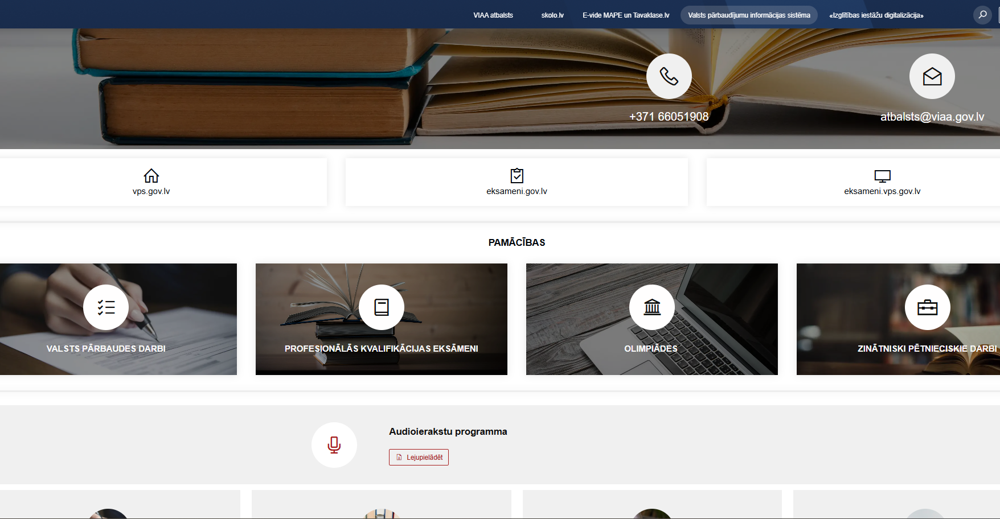 VIAA atbalsts
skolo.lv
E-vide MAPE un Tavaklase.lv
Valsts pārbaudījumu informācijas sistēma
«Izglītības iestāžu digitalizācija»
+371 66051908
atbalsts@viaa.gov.lv
vps.gov.lv
eksameni.gov.lv
eksameni.vps.gov.lv
PAMĀCĪBAS
VALSTS PĀRBAUDES DARBI
PROFESIONĀLĀS KVALIFIKĀCIJAS EKSĀMENI
OLIMPIĀDES
ZINĀTNISKI PĒTNIECISKIE DARBI
Audioierakstu programma
Lejupielādēt